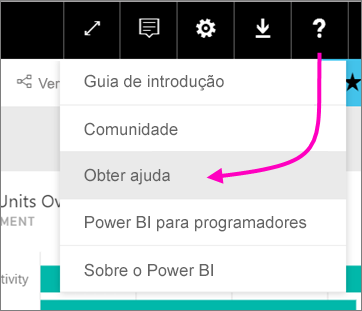 ?
Ver
Guia de introdução
Comunidade
Obter ajuda
Units Ov
MENT
Power BI para programadores
Sobre o Power BI
tivity